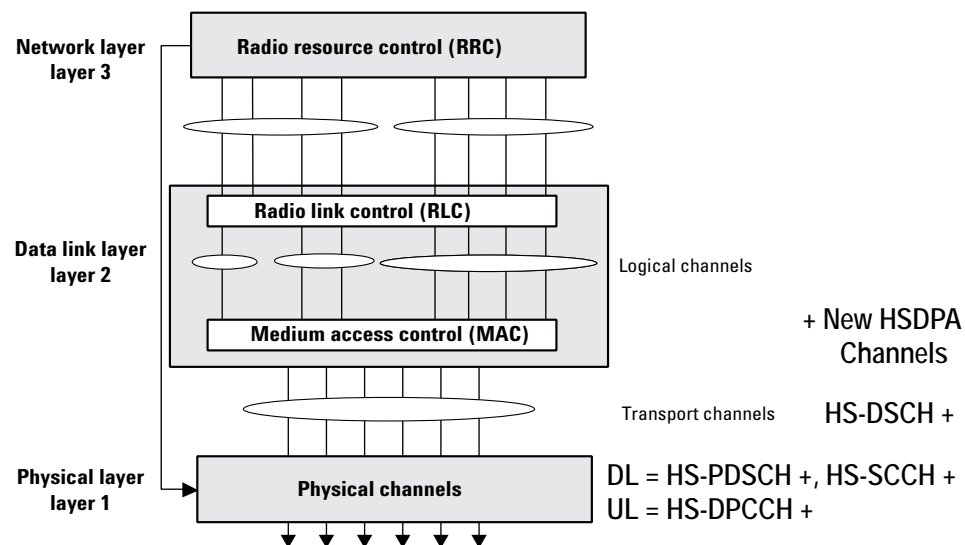 Network layer
layer 3
Radio resource control (RRC)
Radio link control (RLC)
Data link layer
layer 2
Logical channels
Medium access control (MAC)
+ New HSDPA
Channels
Transport channels
HS-DSCH +
Physical layer
layer 1
Physical channels
DL = HS-PDSCH +, HS-SCCH +
UL = HS-DPCCH +